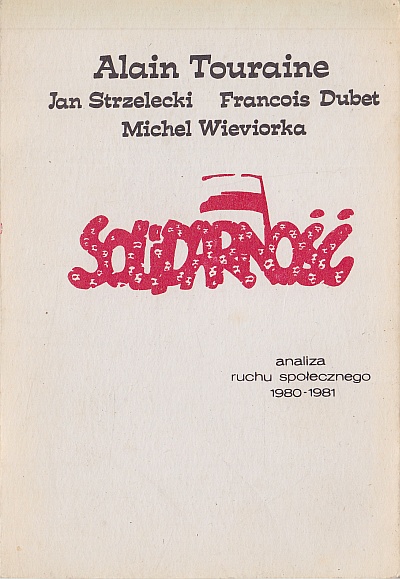 Alain Touraine
Jan Strzelecki Francois Dubet
Michel Wieviorka
SOLIDARNOŚĆ
analiza
ruchu społecznego
1980-1981